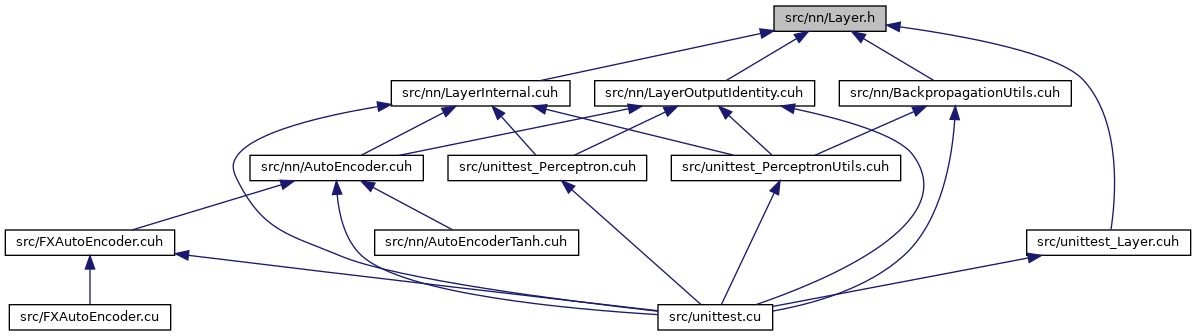 src/nn/Layer.h
src/nn/LayerInternal.cuh
src/nn/LayerOutputIdentity.cuh
src/nn/BackpropagationUtils.cuh
src/nn/AutoEncoder.cuh
src/unittest_Perceptron.cuh
src/unittest_PerceptronUtils.cuh
src/FXAutoEncoder.cuh
src/nn/AutoEncoderTanh.cuh
src/unittest_Layer.cuh
src/FXAutoEncoder.cu
src/unittest.cu